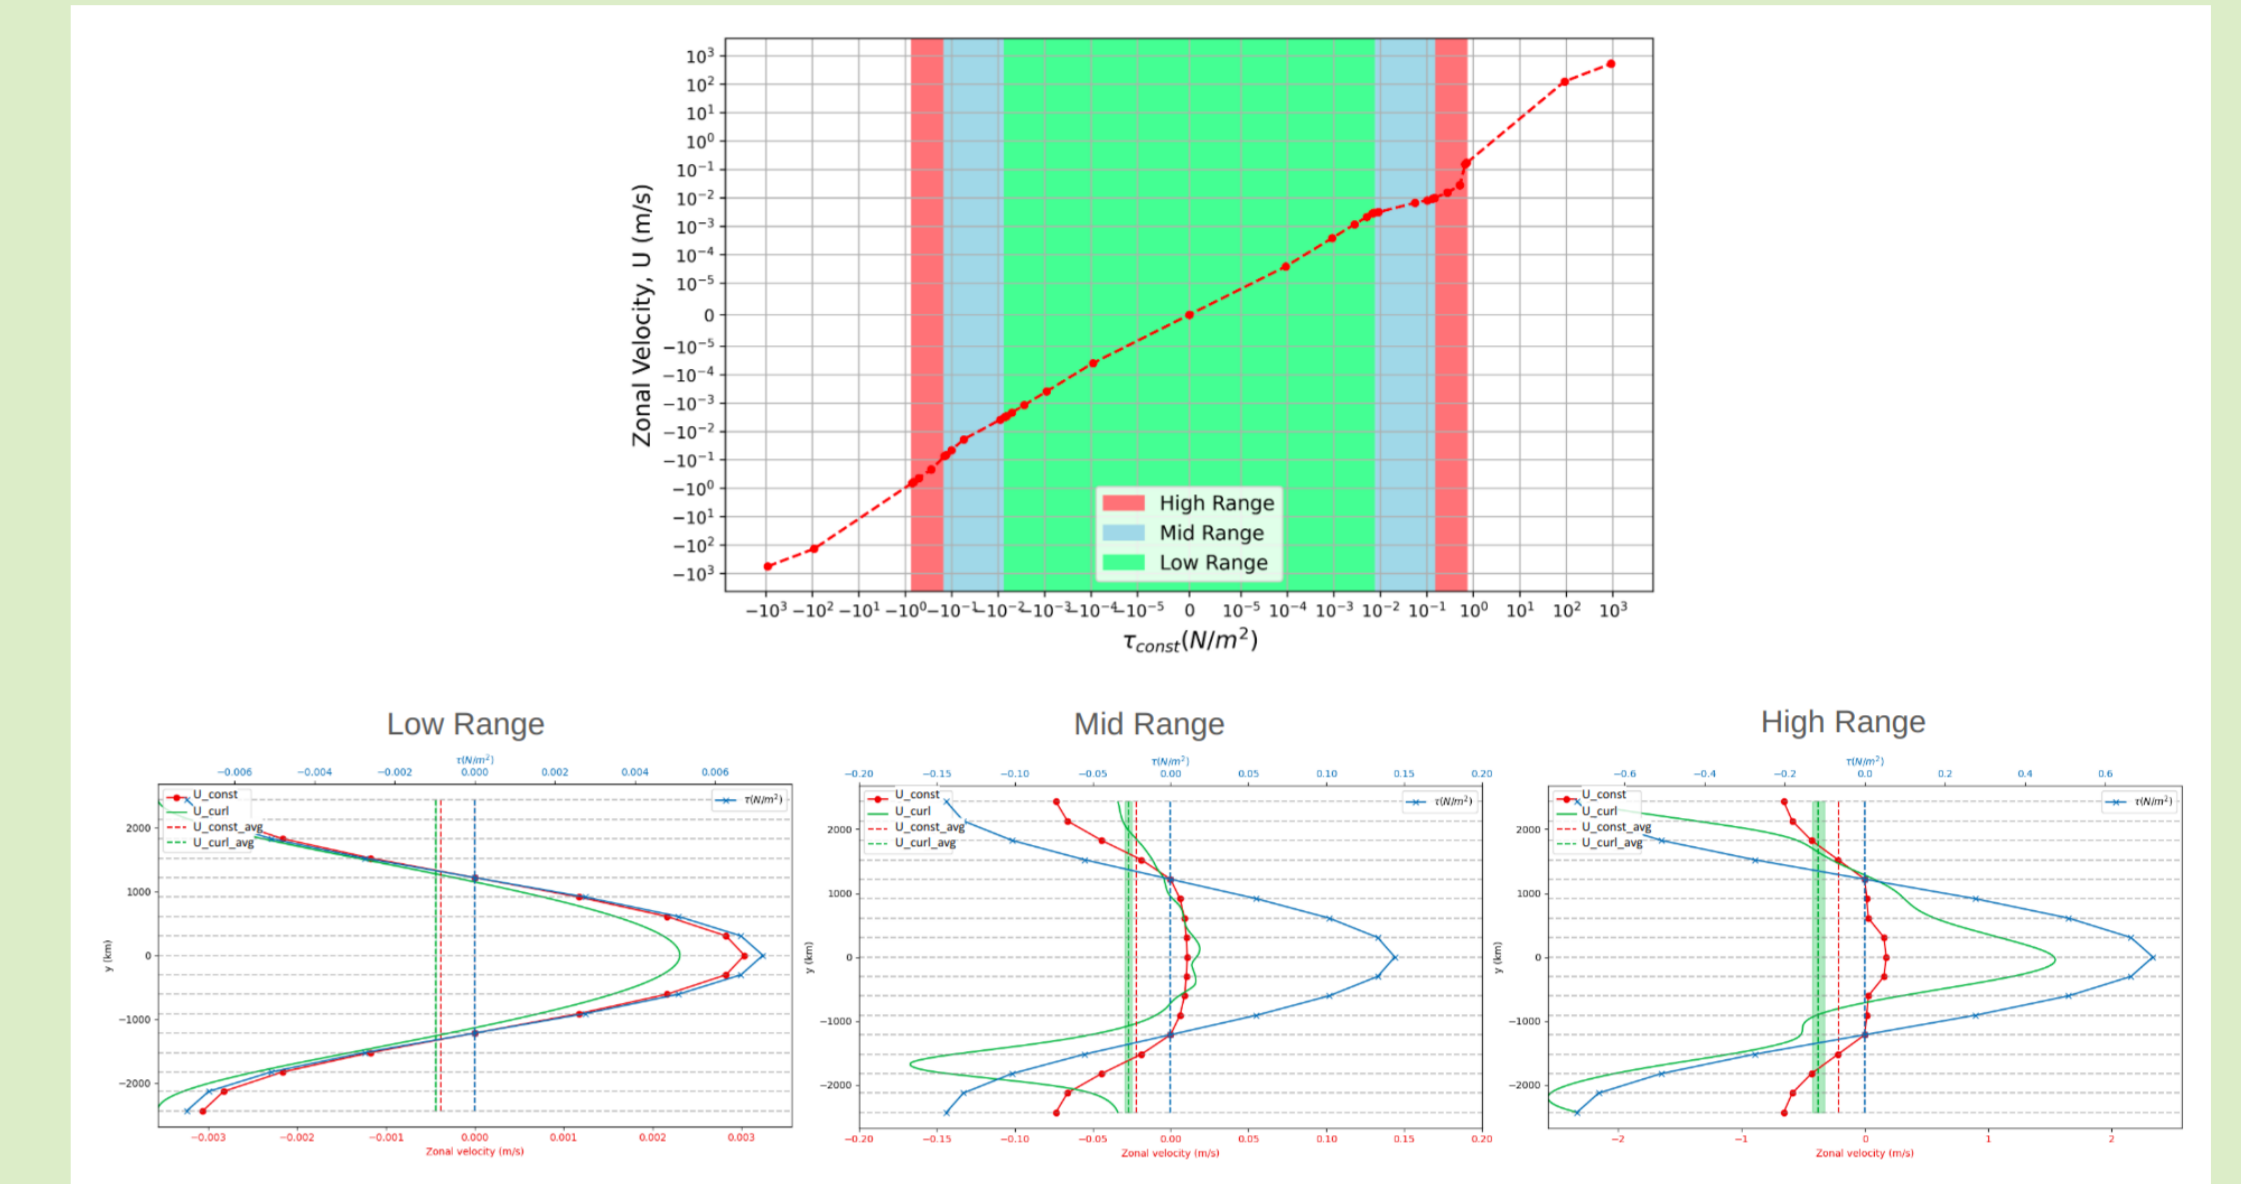 10³
10²
10¹
10⁰
10⁻¹
10⁻²
10⁻³
10⁻⁴
10⁻⁵
0
−10⁻⁵
−10⁻⁴
−10⁻³
−10⁻²
−10⁻¹
−10⁰
−10¹
−10²
−10³
Zonal Velocity, U (m/s)
High Range
Mid Range
Low Range
−10³ −10² −10¹ −10⁰ −10⁻¹ −10⁻² −10⁻³ −10⁻⁴ −10⁻⁵ 0 10⁻⁵ 10⁻⁴ 10⁻³ 10⁻² 10⁻¹ 10⁰ 10¹ 10² 10³
τconst(N/m²)
Low Range
τ(N/m²)
−0.006 −0.004 −0.002 0.000 0.002 0.004 0.006
U_const
U_curl
U_const_avg
U_curl_avg
τ(N/m²)
2000
1000
0
−1000
−2000
y (km)
−0.003 −0.002 −0.001 0.000 0.001 0.002 0.003
Zonal velocity (m/s)
Mid Range
τ(N/m²)
−0.20 −0.15 −0.10 −0.05 0.00 0.05 0.10 0.15 0.20
U_const
U_curl
U_const_avg
U_curl_avg
τ(N/m²)
2000
1000
0
−1000
−2000
y (km)
−0.20 −0.15 −0.10 −0.05 0.00 0.05 0.10 0.15 0.20
Zonal velocity (m/s)
High Range
τ(N/m²)
−0.6 −0.4 −0.2 0.0 0.2 0.4 0.6
U_const
U_curl
U_const_avg
U_curl_avg
τ(N/m²)
2000
1000
0
−1000
−2000
y (km)
−2 −1 0 1 2
Zonal velocity (m/s)